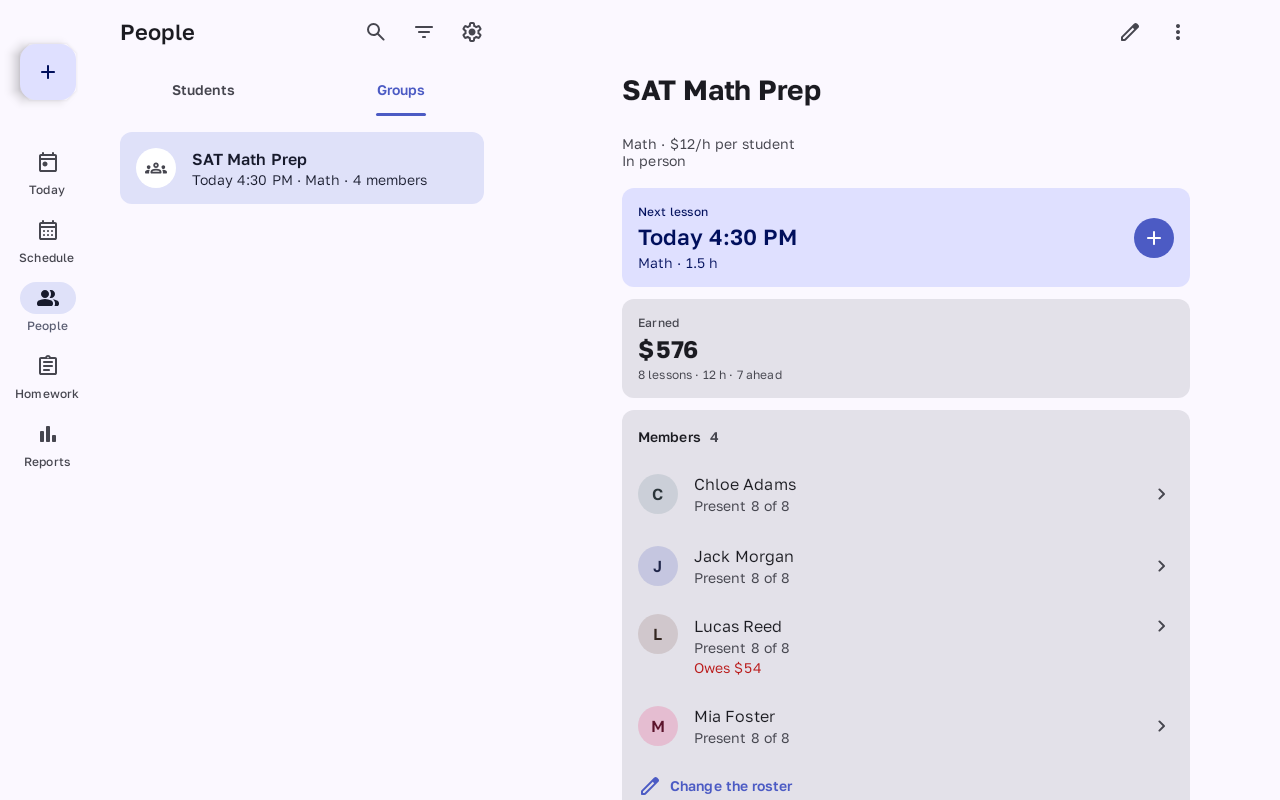 People
Students
Groups
Today
Schedule
People
Homework
Reports
SAT Math Prep
Today 4:30 PM · Math · 4 members
SAT Math Prep
Math · $12/h per student
In person
Next lesson
Today 4:30 PM
Math · 1.5 h
Earned
$576
8 lessons · 12 h · 7 ahead
Members 4
C
Chloe Adams
Present 8 of 8
J
Jack Morgan
Present 8 of 8
L
Lucas Reed
Present 8 of 8
Owes $54
M
Mia Foster
Present 8 of 8
Change the roster